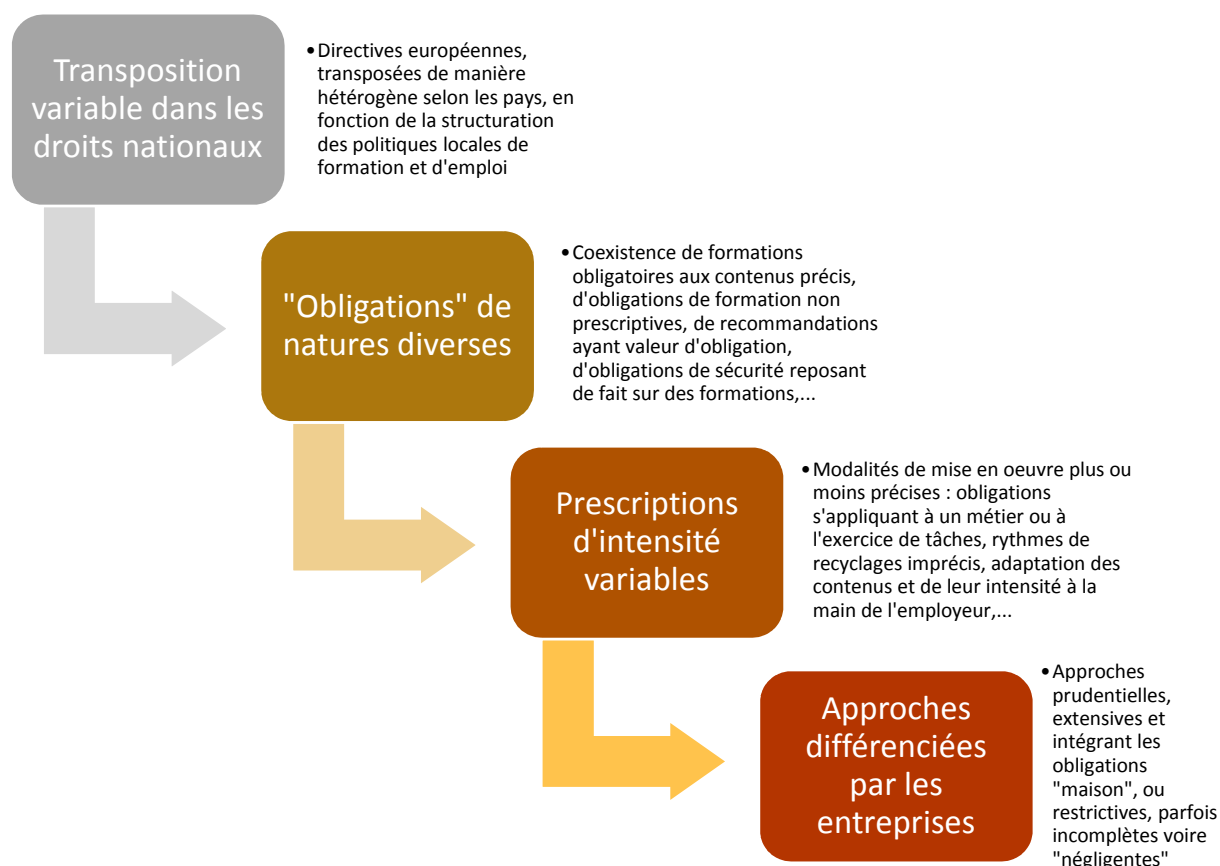 Transposition
variable dans les
droits nationaux
•Directives européennes,
transposées de manière
hétérogène selon les pays, en
fonction de la structuration
des politiques locales de
formation et d'emploi
"Obligations" de
natures diverses
•Coexistence de formations
obligatoires aux contenus précis,
d'obligations de formation non
prescriptives, de recommandations
ayant valeur d'obligation,
d'obligations de sécurité reposant
de fait sur des formations,...
Prescriptions
d'intensité
variables
•Modalités de mise en oeuvre plus ou
moins précises : obligations
s'appliquant à un métier ou à
l'exercice de tâches, rythmes de
recyclages imprécis, adaptation des
contenus et de leur intensité à la
main de l'employeur,...
Approches
différenciées
par les
entreprises
•Approches
prudentielles,
extensives et
intégrant les
obligations
"maison", ou
restrictives, parfois
incomplètes voire
"négligentes"